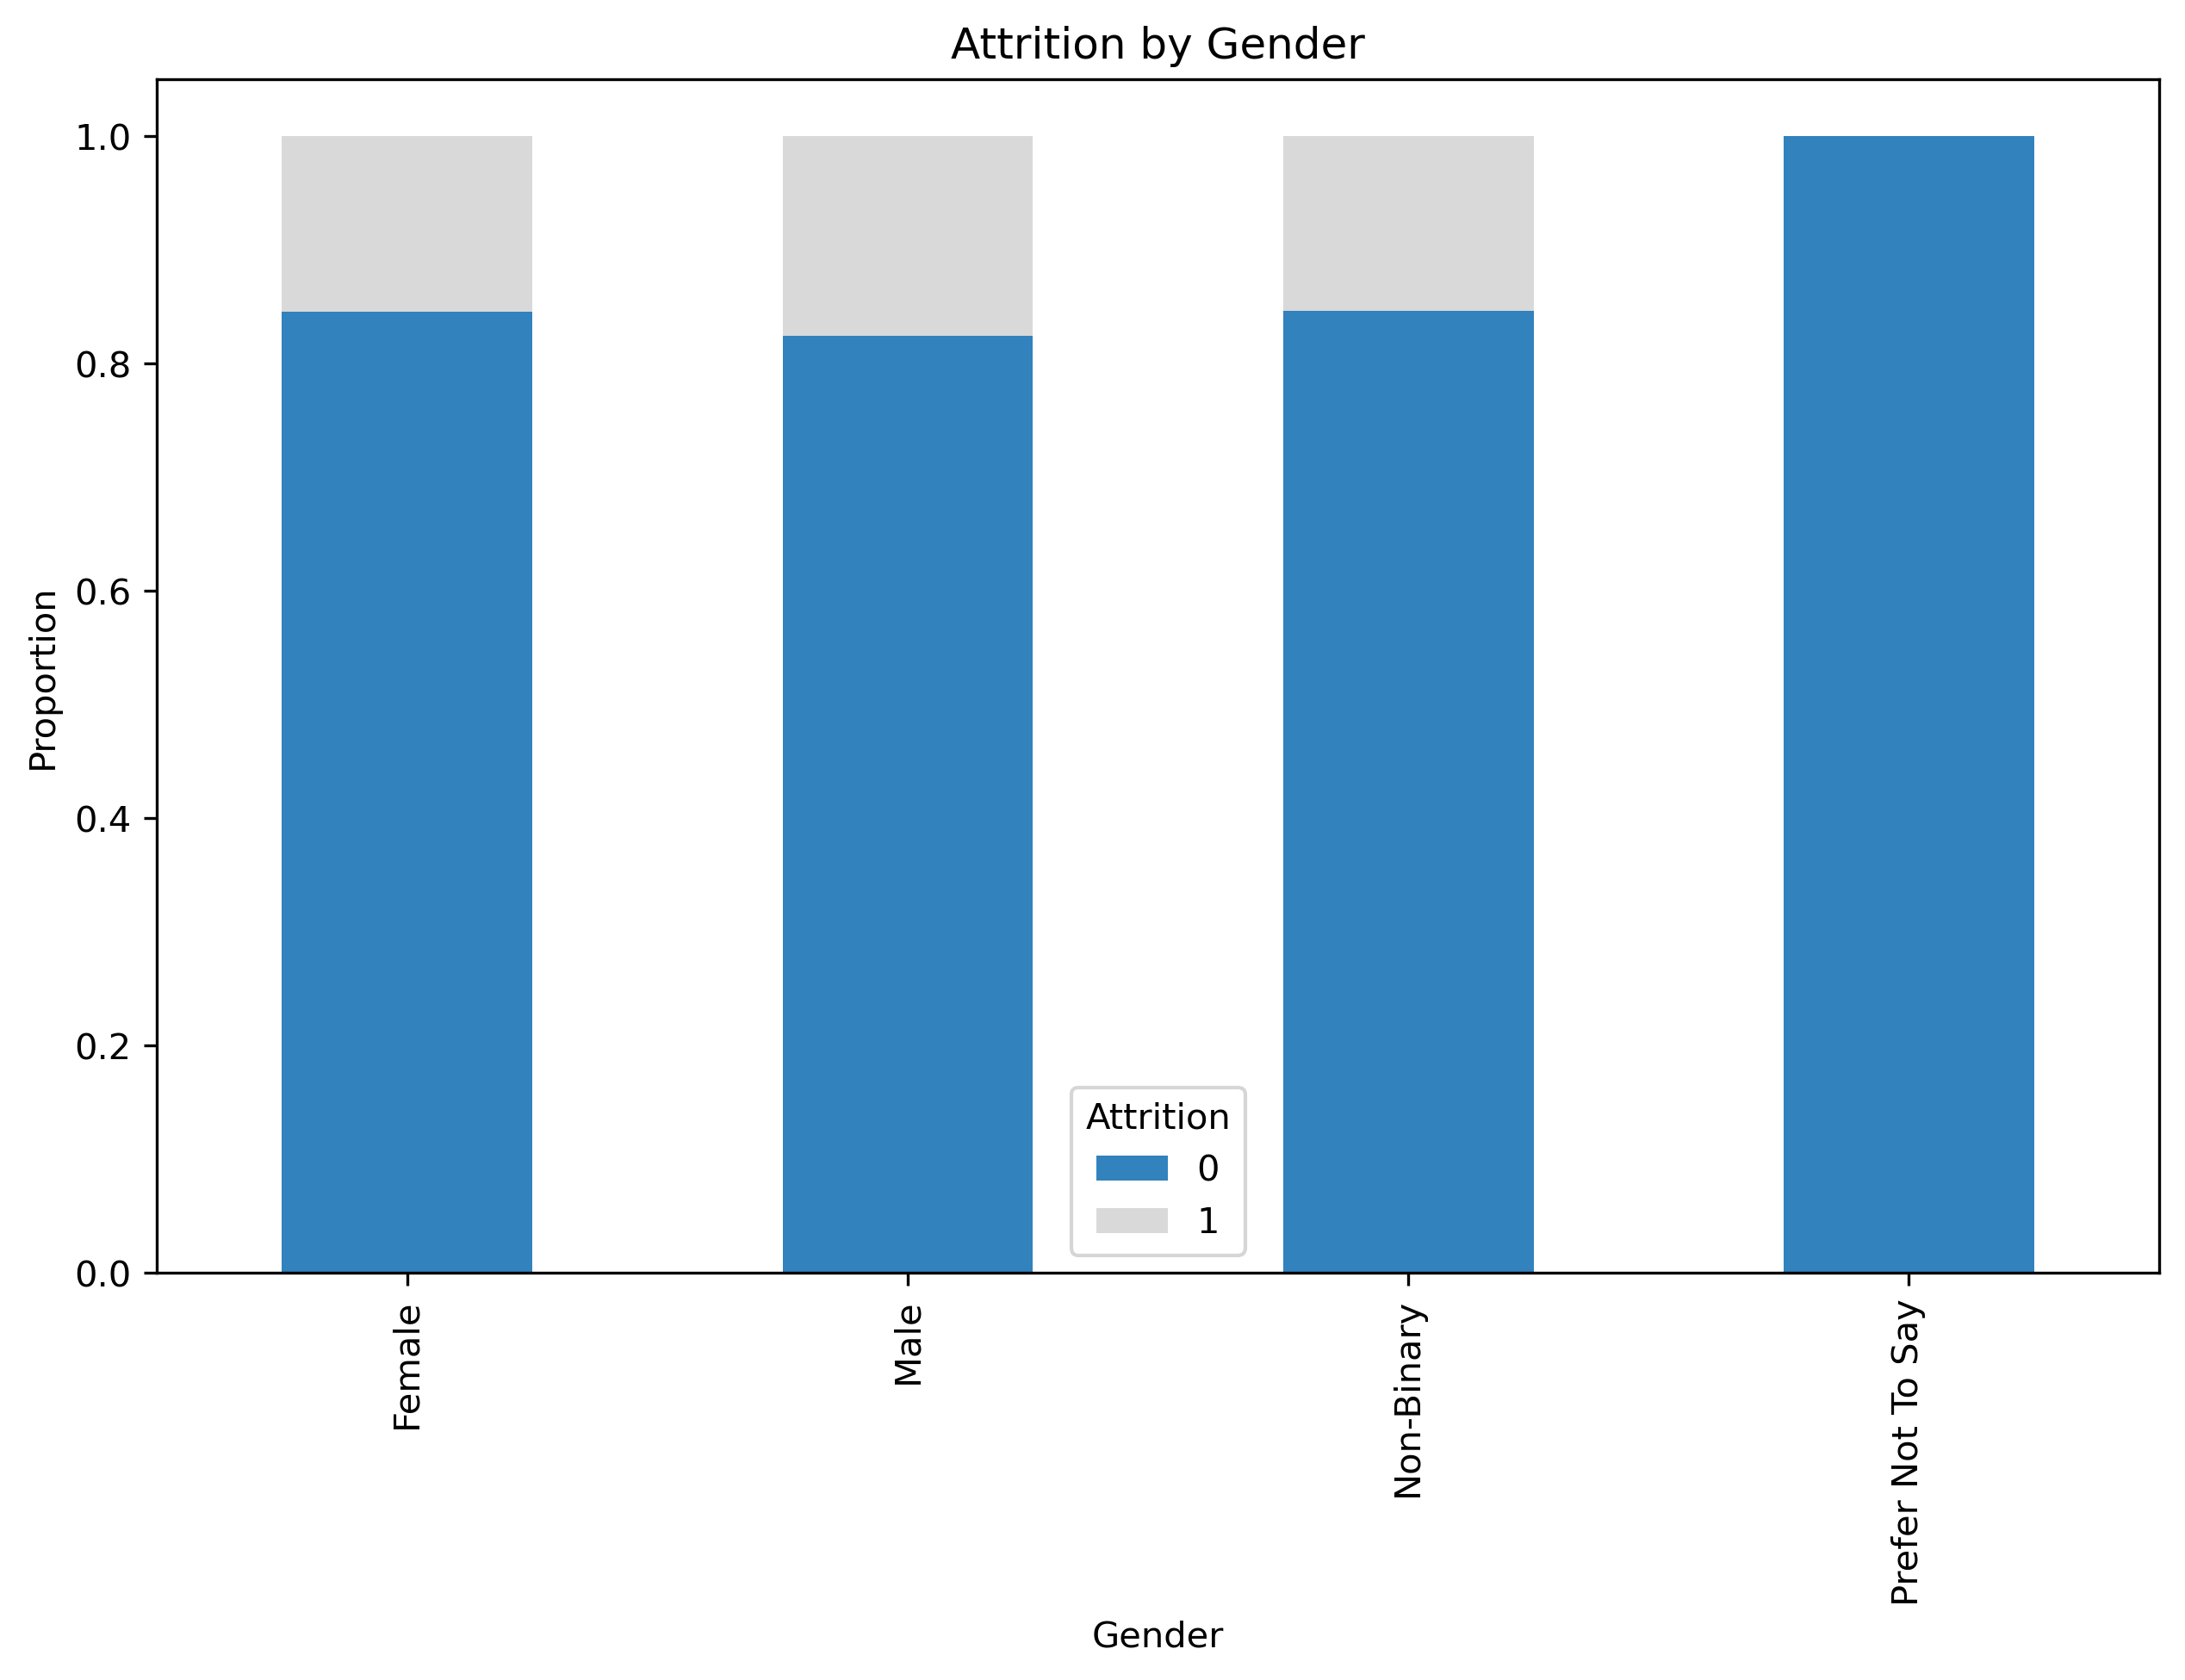 Attrition by Gender
1.0
0.8
0.6
0.4
0.2
0.0
Proportion
Attrition
0
1
Female
Male
Non-Binary
Prefer Not To Say
Gender